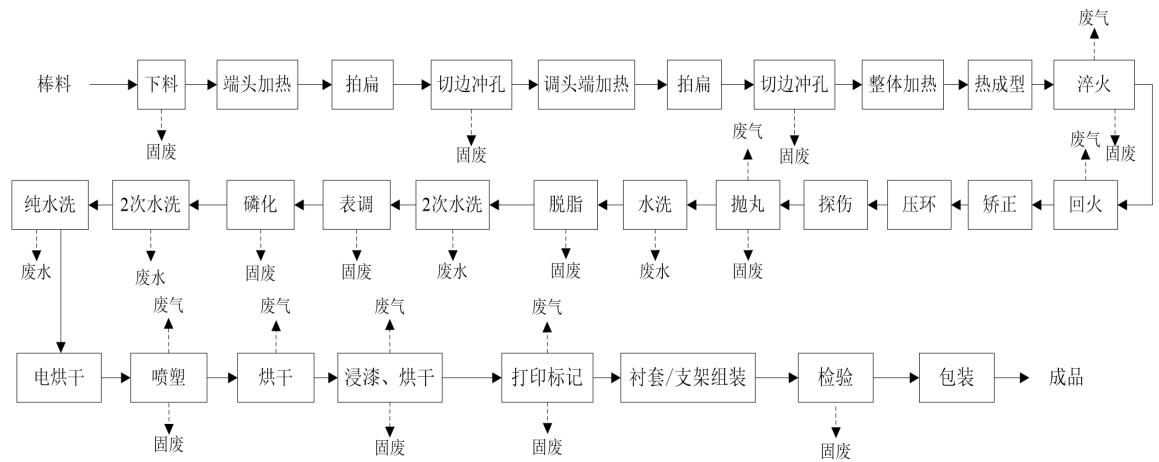 废气
棒料 下料 端头加热 拍扁 切边冲孔 调头端加热 拍扁 切边冲孔 整体加热 热成型 淬火
固废 固废 废气 固废 废气 固废
纯水洗 2次水洗 磷化 表调 2次水洗 脱脂 水洗 抛丸 探伤 压环 矫正 回火
废水 废水 固废 固废 废水 固废 废水 固废
废气 废气 废气 废气
电烘干 喷塑 烘干 浸漆、烘干 打印标记 衬套/支架组装 检验 包装 成品
固废 固废 固废 固废